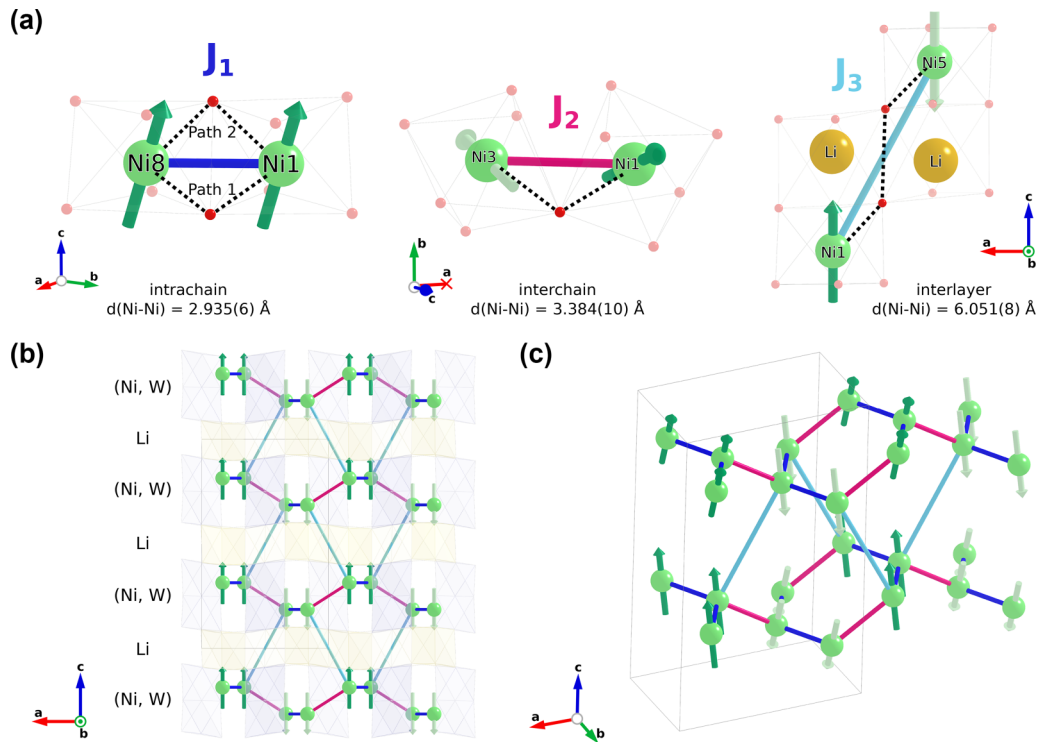 (a)
J1
Ni8
Ni1
Path 2
Path 1
c
a
b
intrachain
d(Ni-Ni) = 2.935(6) Å
J2
Ni3
Ni1
b
a
c
interchain
d(Ni-Ni) = 3.384(10) Å
J3
Ni5
Li
Li
Ni1
c
a
b
interlayer
d(Ni-Ni) = 6.051(8) Å
(b)
(Ni, W)
Li
(Ni, W)
Li
(Ni, W)
Li
(Ni, W)
c
a
b
(c)
c
a
b